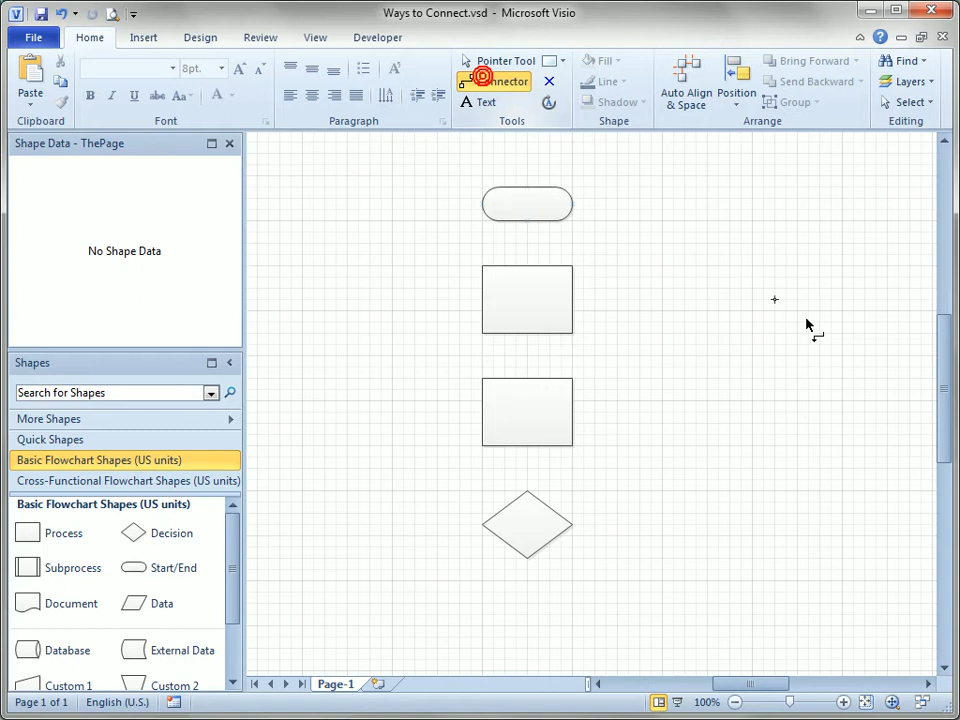 Ways to Connect.vsd - Microsoft Visio
File Home Insert Design Review View Developer
Paste
8pt.
B I U abc Aa A
Pointer Tool
nnector
A Text
Fill
Line
Shadow
Auto Align & Space
Position
Bring Forward
Send Backward
Group
Find
Layers
Select
Clipboard Font Paragraph Tools Shape Arrange Editing
Shape Data - ThePage
No Shape Data
Shapes
Search for Shapes
More Shapes
Quick Shapes
Basic Flowchart Shapes (US units)
Cross-Functional Flowchart Shapes (US units)
Basic Flowchart Shapes (US units)
Process Decision
Subprocess Start/End
Document Data
Database External Data
Custom 1 Custom 2
Page-1
Page 1 of 1 English (U.S.) 100%